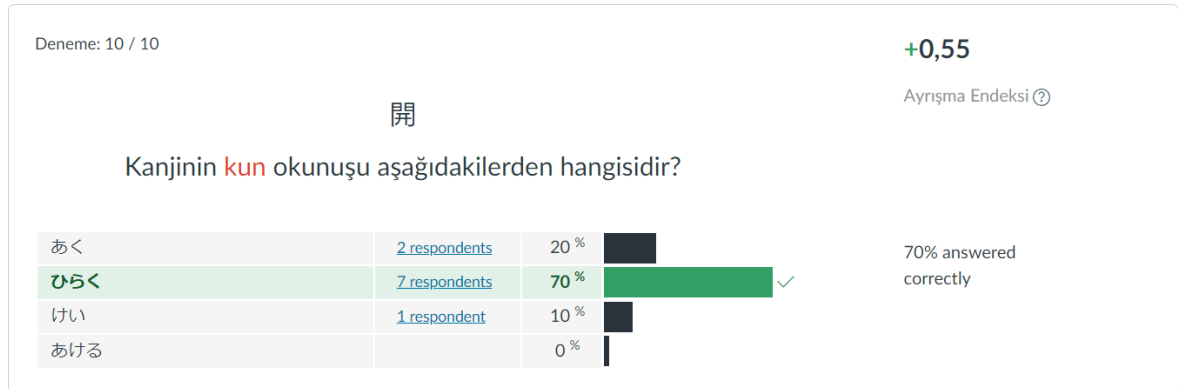 Deneme: 10 / 10
+0,55
Ayrışma Endeksi ?
開
Kanjinin kun okunuşu aşağıdakilerden hangisidir?
あく 2 respondents 20 %
ひらく 7 respondents 70 %
けい 1 respondent 10 %
あける 0 %
70% answered
correctly